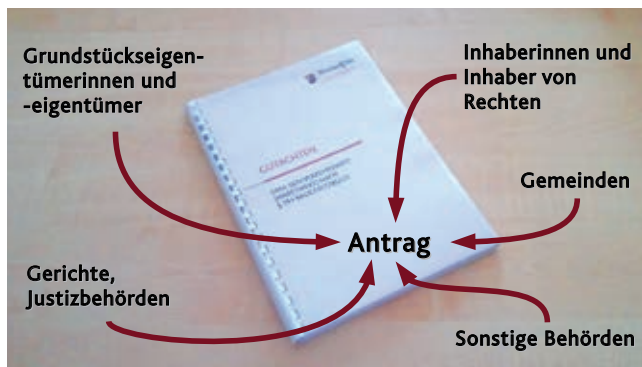 Grundstückseigen-
tümerinnen und
-eigentümer
Inhaberinnen und
Inhaber von
Rechten
GUTACHTEN
Gemeinden
Antrag
Gerichte,
Justizbehörden
Sonstige Behörden